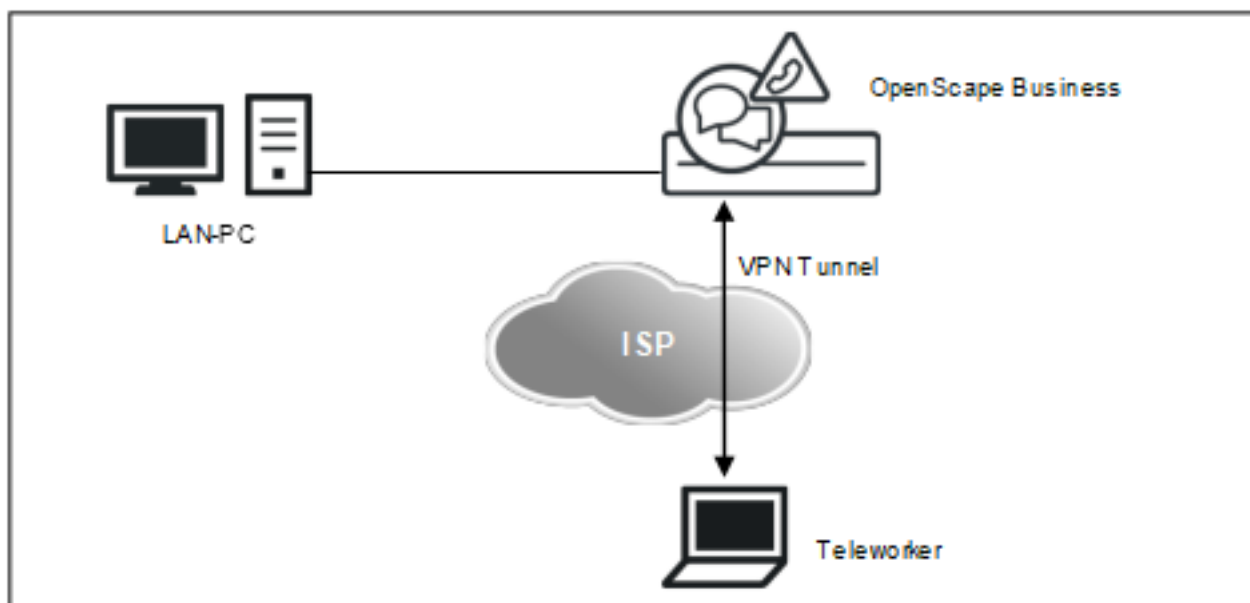 OpenScape Business
LAN-PC
VPN Tunnel
ISP
Teleworker